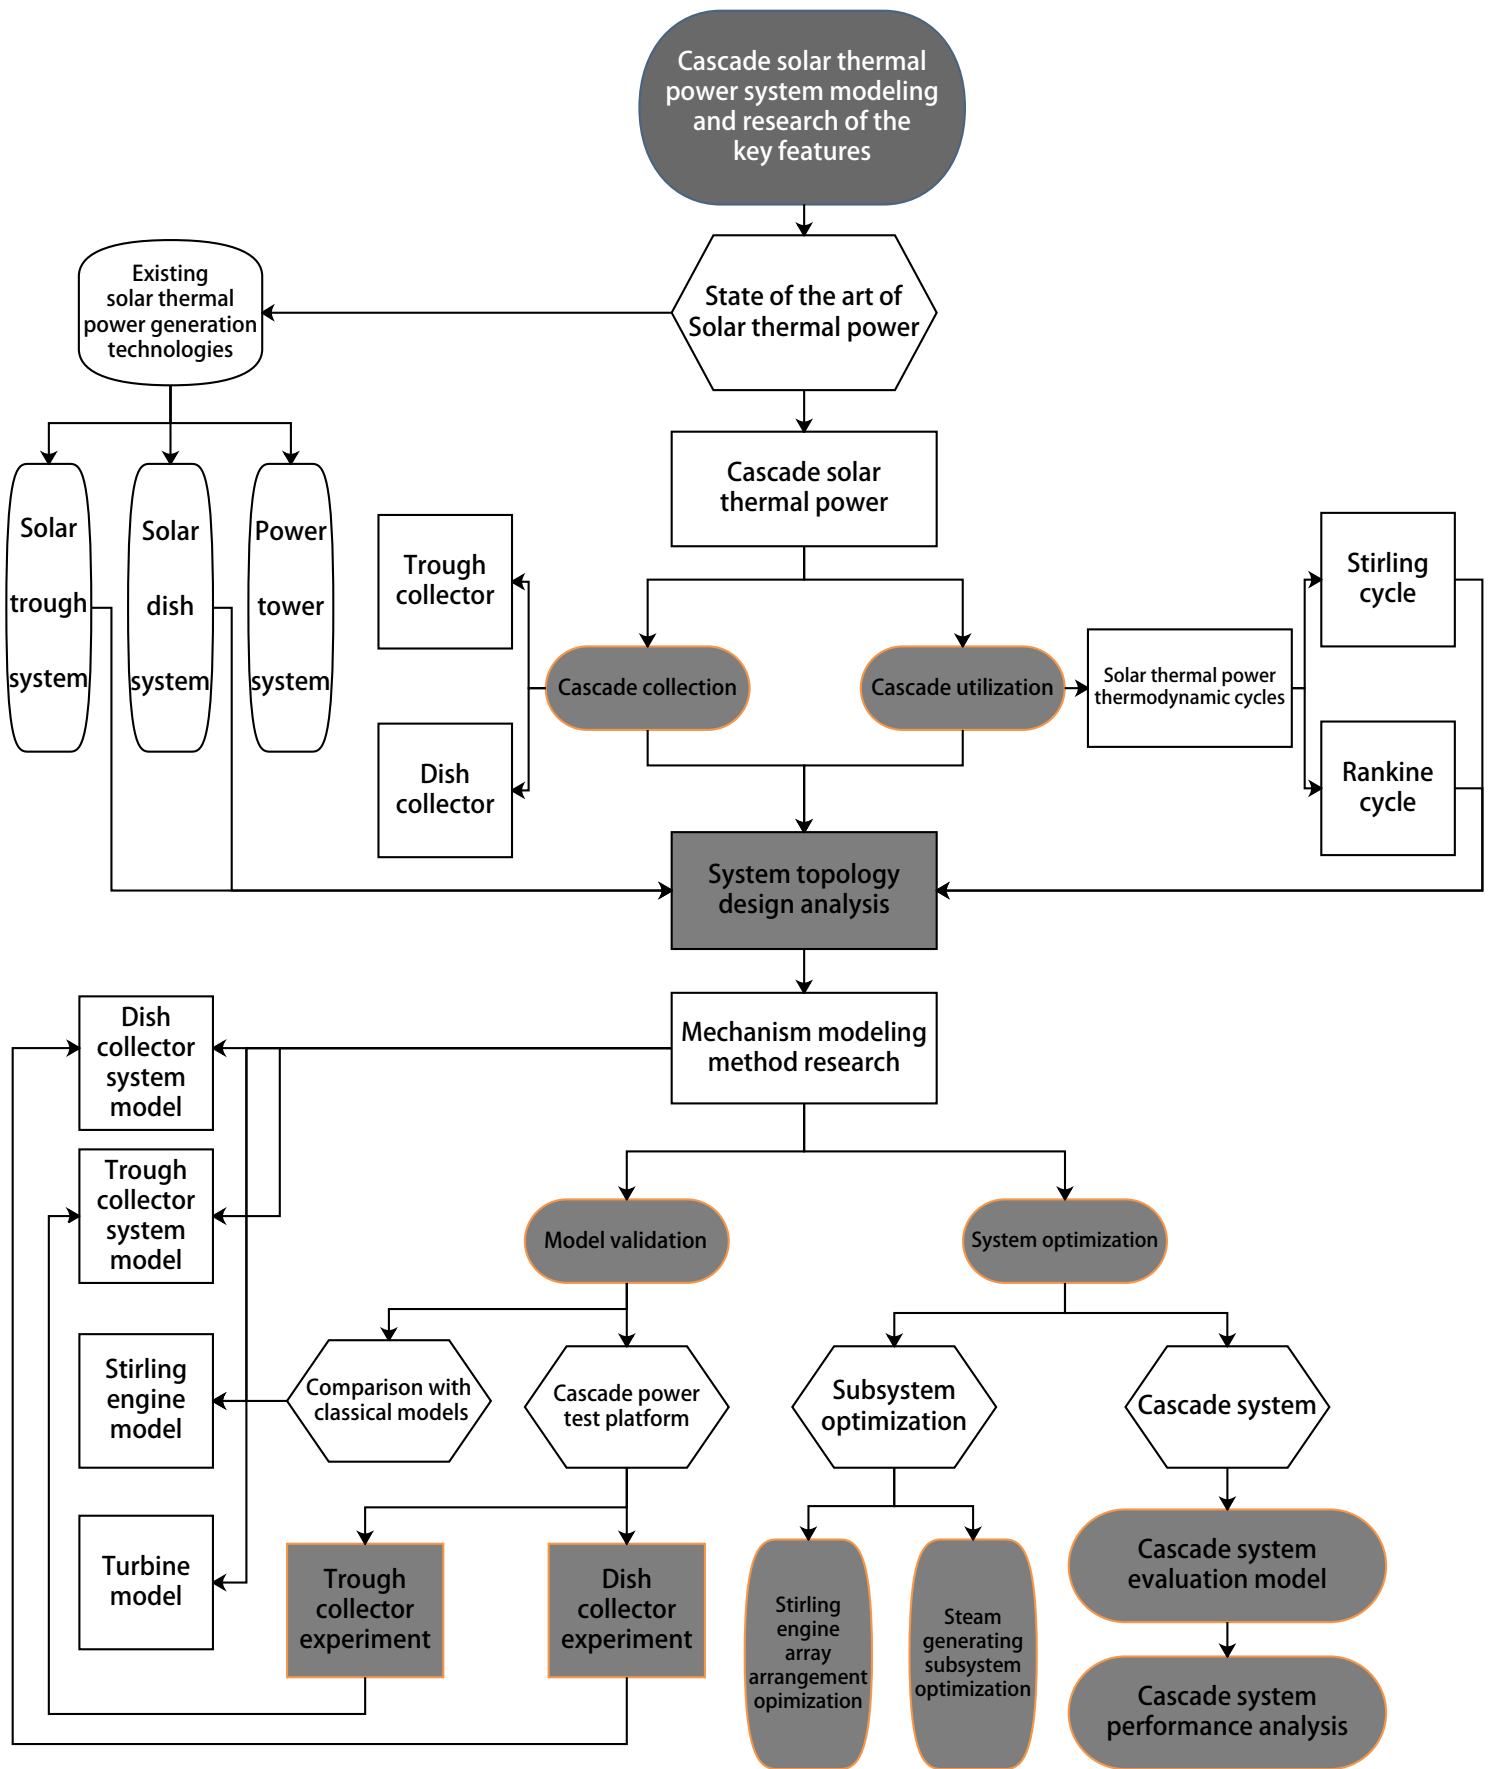 Cascade solar thermal
power system modeling
and research of the
key features
Existing
solar thermal
power generation
technologies
State of the art of
Solar thermal power
Cascade solar
thermal power
Solar
trough
system
Solar
dish
system
Power
tower
system
Trough
collector
Dish
collector
Cascade collection
Cascade utilization
Solar thermal power
thermodynamic cycles
Stirling
cycle
Rankine
cycle
System topology
design analysis
Mechanism modeling
method research
Dish
collector
system
model
Trough
collector
system
model
Stirling
engine
model
Turbine
model
Model validation
System optimization
Comparison with
classical models
Cascade power
test platform
Subsystem
optimization
Cascade system
Trough
collector
experiment
Dish
collector
experiment
Stirling
engine
array
arrangement
opimization
Steam
generating
subsystem
optimization
Cascade system
evaluation model
Cascade system
performance analysis